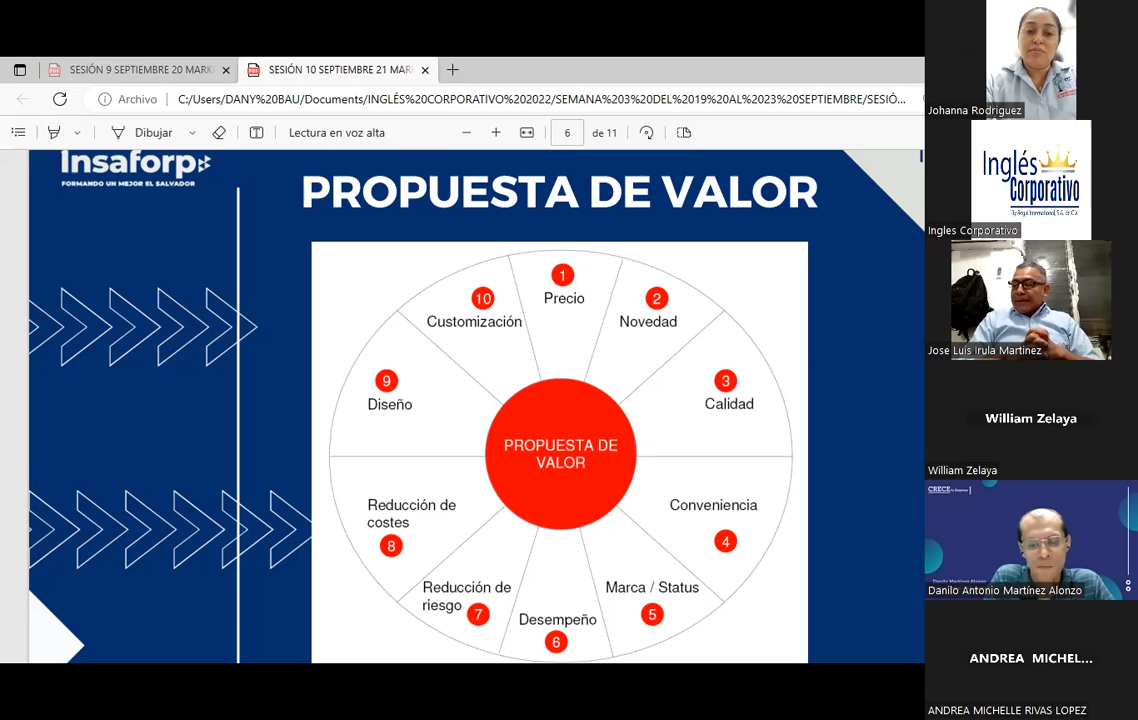 SESIÓN 9 SEPTIEMBRE 20 MARK
SESIÓN 10 SEPTIEMBRE 21 MAR
Archivo
C:/Users/DANY%20BAU/Documents/INGLÉS%20CORPORATIVO%202022/SEMANA%203%20DEL%2019%20AL%2023%20SEPTIEMBRE/SESIÓ...
Dibujar
Lectura en voz alta
6
de 11
Insaforp
FORMANDO UN MEJOR EL SALVADOR
PROPUESTA DE VALOR
1
Precio
2
Novedad
3
Calidad
Conveniencia
4
Marca / Status
5
Desempeño
6
Reducción de
riesgo
7
Reducción de
costes
8
9
Diseño
10
Customización
PROPUESTA DE
VALOR
Johanna Rodriguez
Inglés
Corporativo
By Regal International, S.A. de C.V.
Ingles Corporativo
Jose Luis Irula Martinez
William Zelaya
William Zelaya
CRECE
Danilo Antonio Martínez Alonzo
ANDREA MICHEL...
ANDREA MICHELLE RIVAS LOPEZ